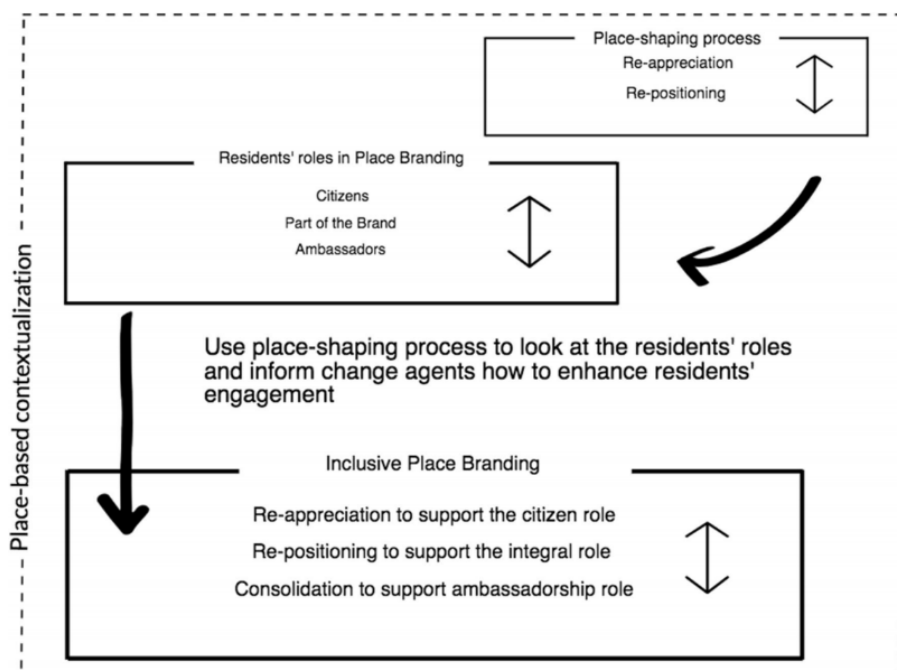 Place-shaping process
Re-appreciation
Re-positioning
Residents' roles in Place Branding
Citizens
Part of the Brand
Ambassadors
Place-based contextualization
Use place-shaping process to look at the residents' roles
and inform change agents how to enhance residents'
engagement
Inclusive Place Branding
Re-appreciation to support the citizen role
Re-positioning to support the integral role
Consolidation to support ambassadorship role